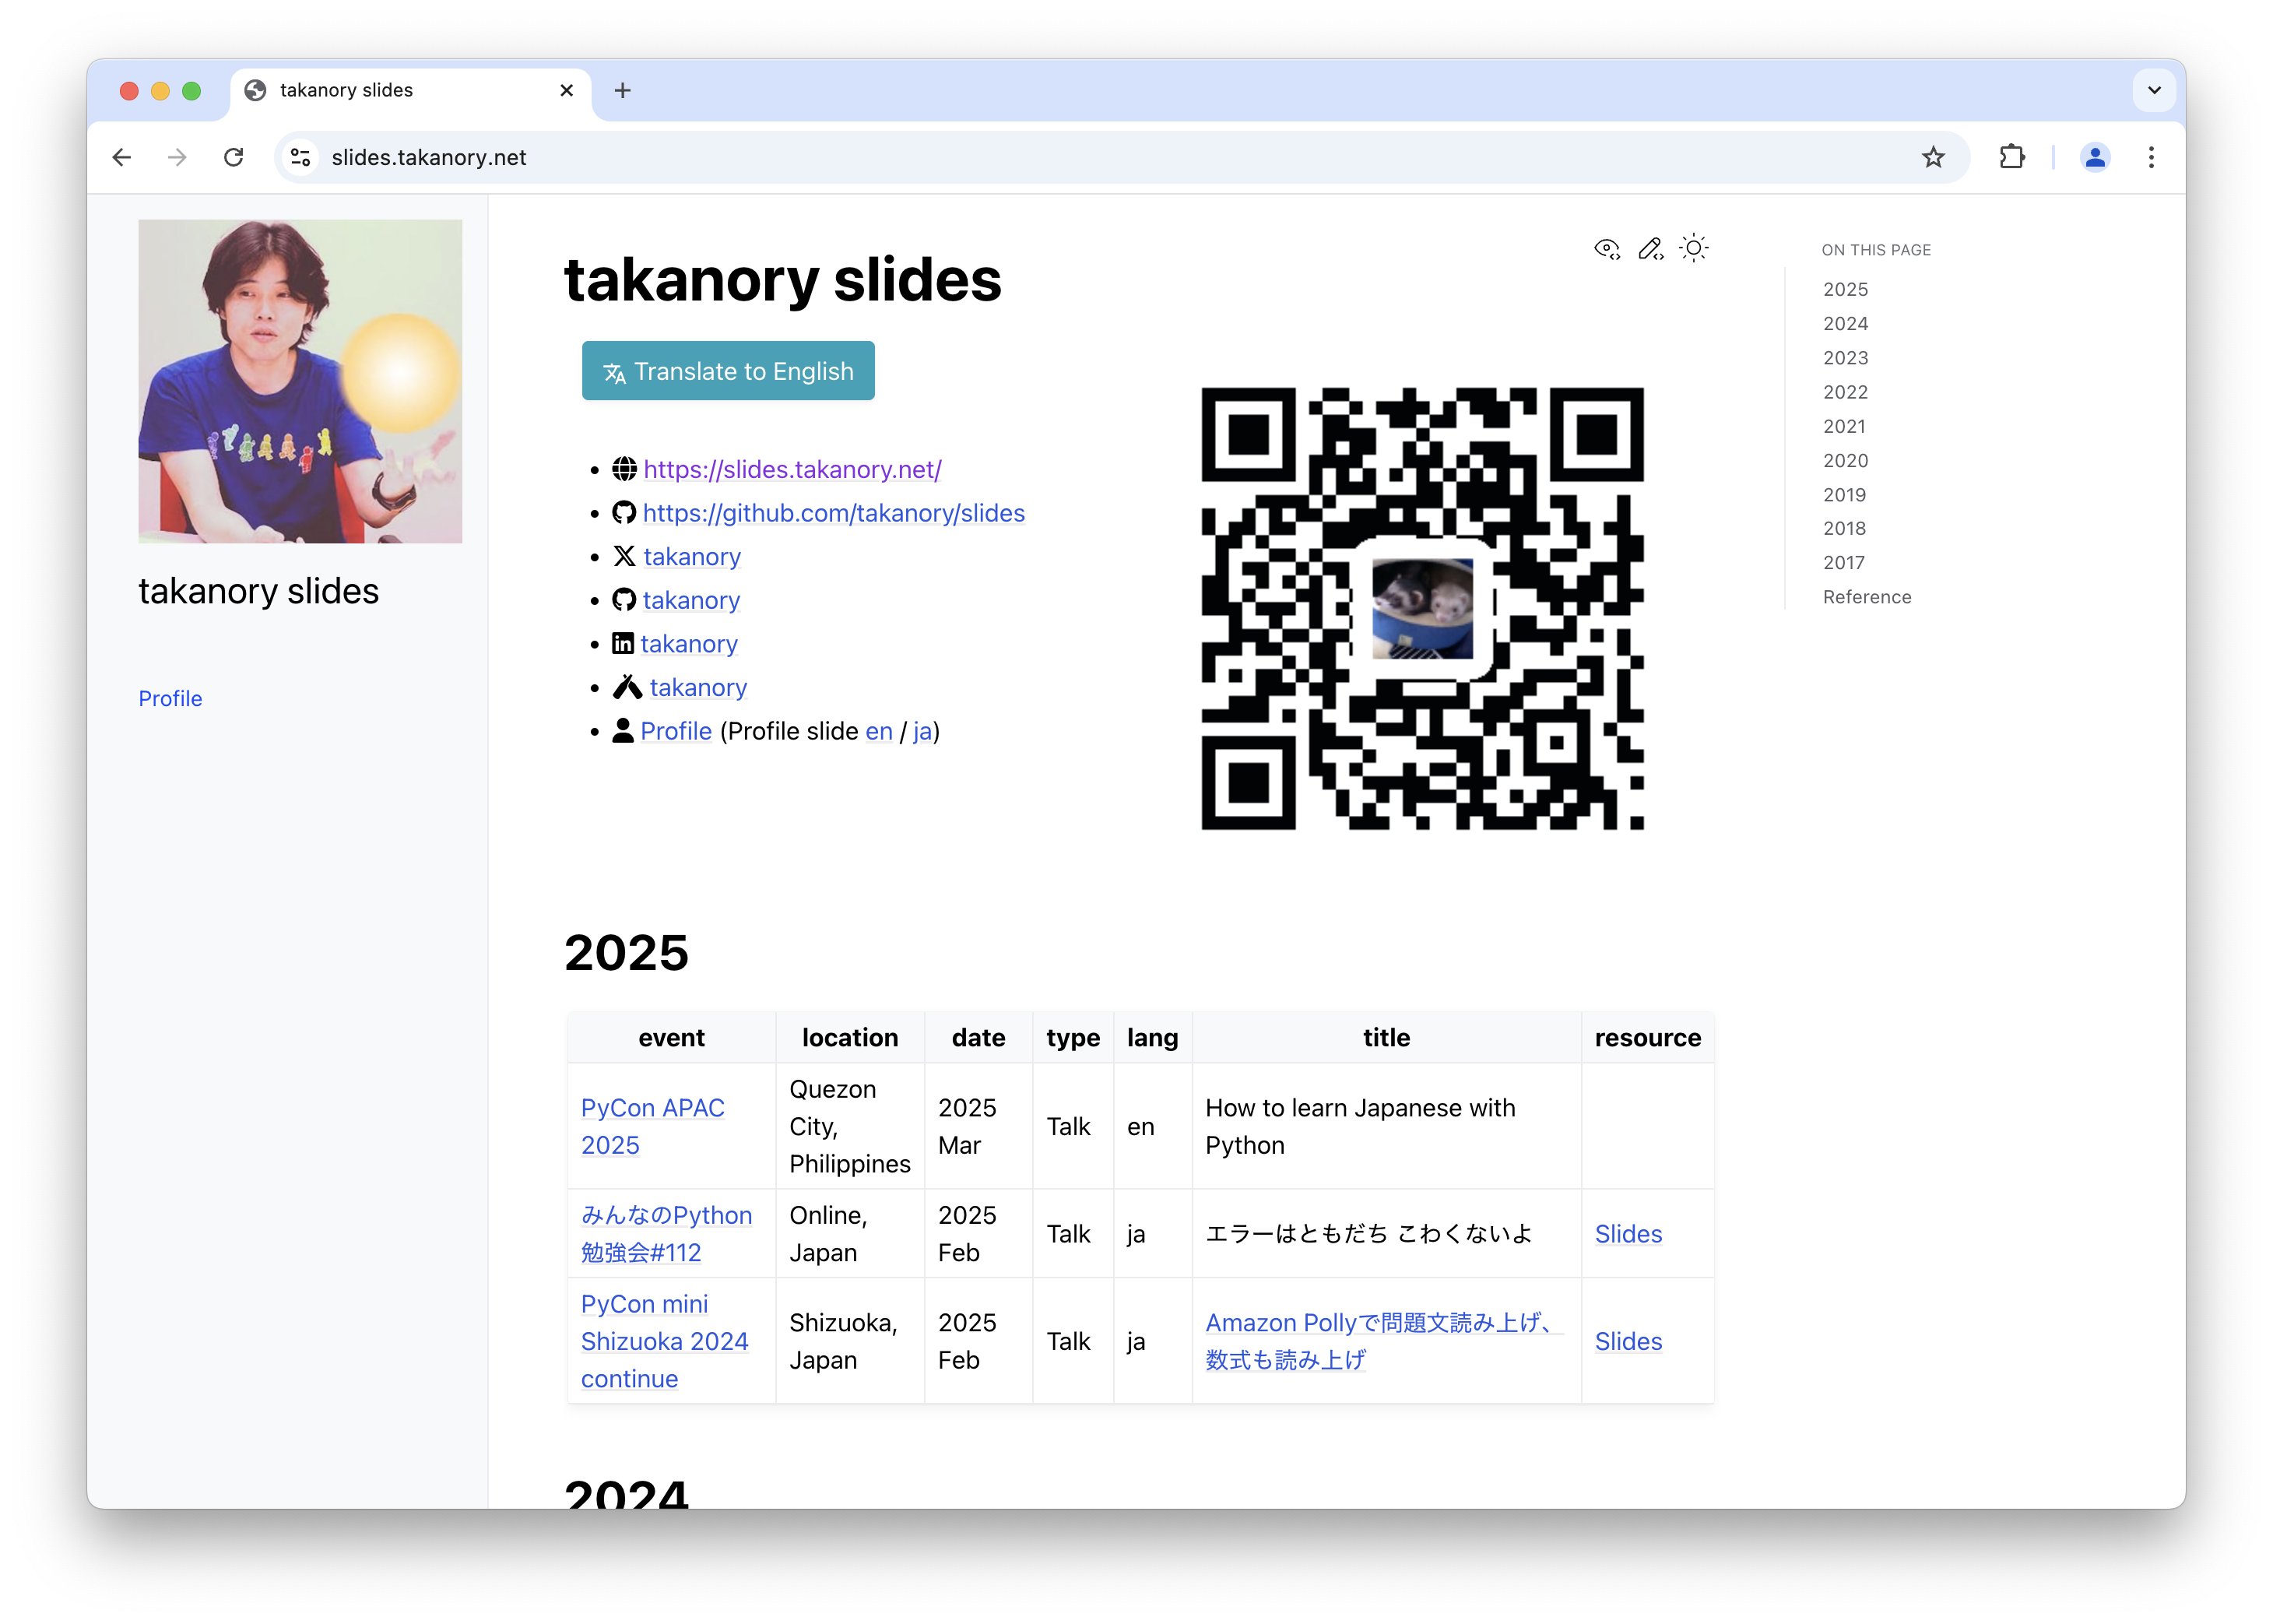 takanory slides
slides.takanory.net
takanory slides
Profile
takanory slides
Translate to English
https://slides.takanory.net/
https://github.com/takanory/slides
takanory
takanory
takanory
takanory
Profile (Profile slide en / ja)
ON THIS PAGE
2025
2024
2023
2022
2021
2020
2019
2018
2017
Reference
2025
event location date type lang title resource
PyCon APAC 2025 Quezon City, Philippines 2025 Mar Talk en How to learn Japanese with Python
みんなのPython勉強会#112 Online, Japan 2025 Feb Talk ja エラーはともだち こわくないよ Slides
PyCon mini Shizuoka 2024 continue Shizuoka, Japan 2025 Feb Talk ja Amazon Pollyで問題文読み上げ、数式も読み上げ Slides
2024